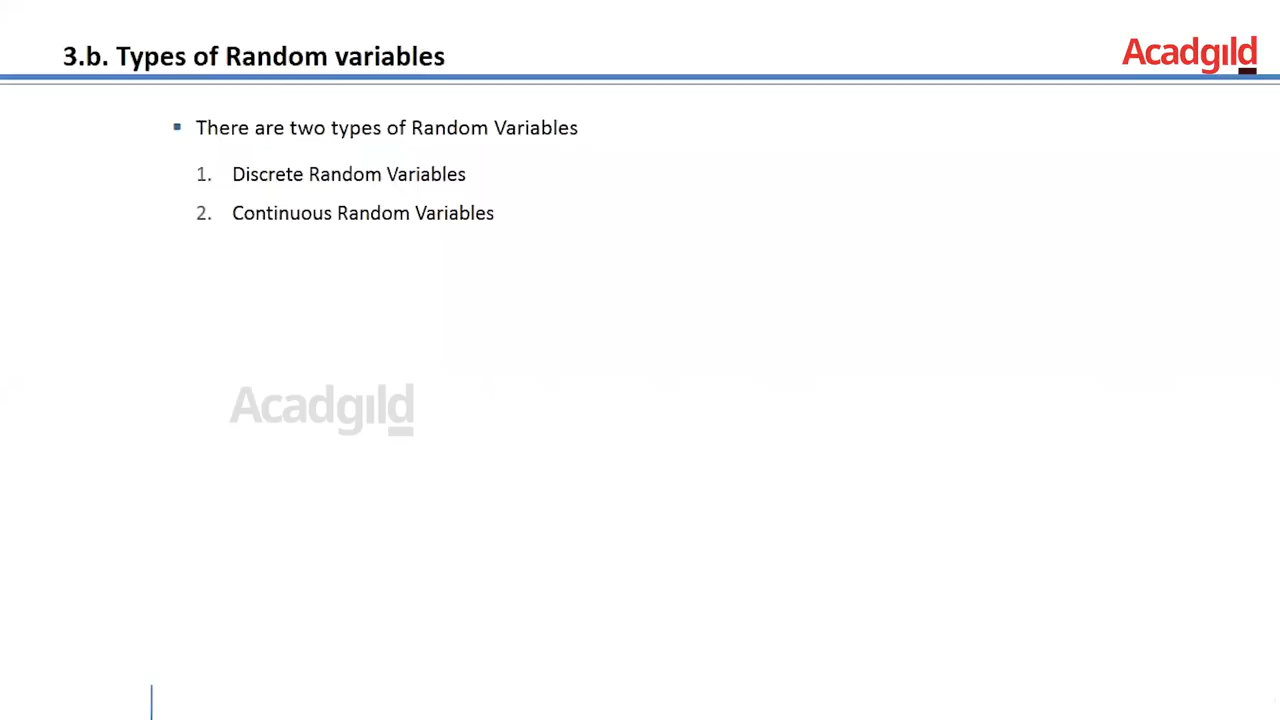 3.b. Types of Random variables
Acadgild
▪ There are two types of Random Variables
1. Discrete Random Variables
2. Continuous Random Variables
Acadgild